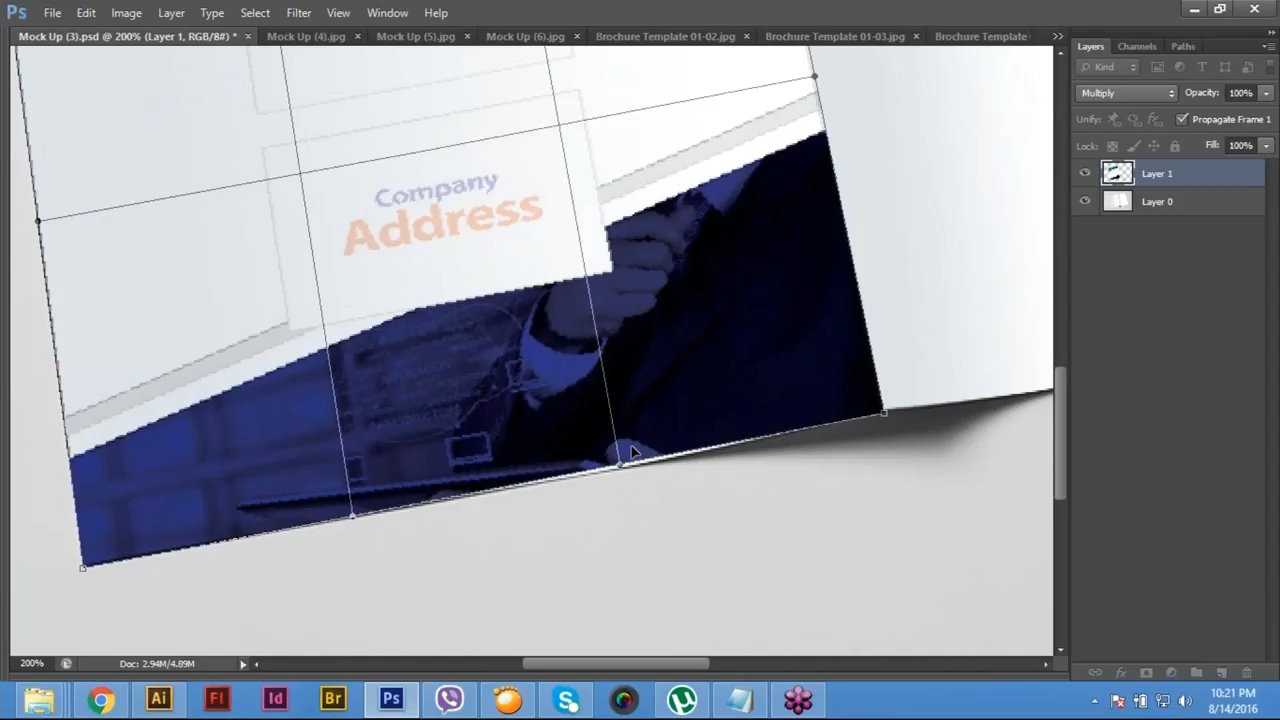 Ps File Edit Image Layer Type Select Filter View Window Help
Mock Up (3).psd @ 200% (Layer 1, RGB/8#) * × Mock Up (4).jpg × Mock Up (5).jpg × Mock Up (6).jpg × Brochure Template 01-02.jpg × Brochure Template 01-03.jpg × Brochure Template
Layers Channels Paths
Kind
Multiply Opacity: 100%
Unify: Propagate Frame 1
Lock: Fill: 100%
Layer 1
Layer 0
Company
Address
200% Doc: 2.94M/4.89M
Ai Fl Id Br Ps
10:21 PM
8/14/2016